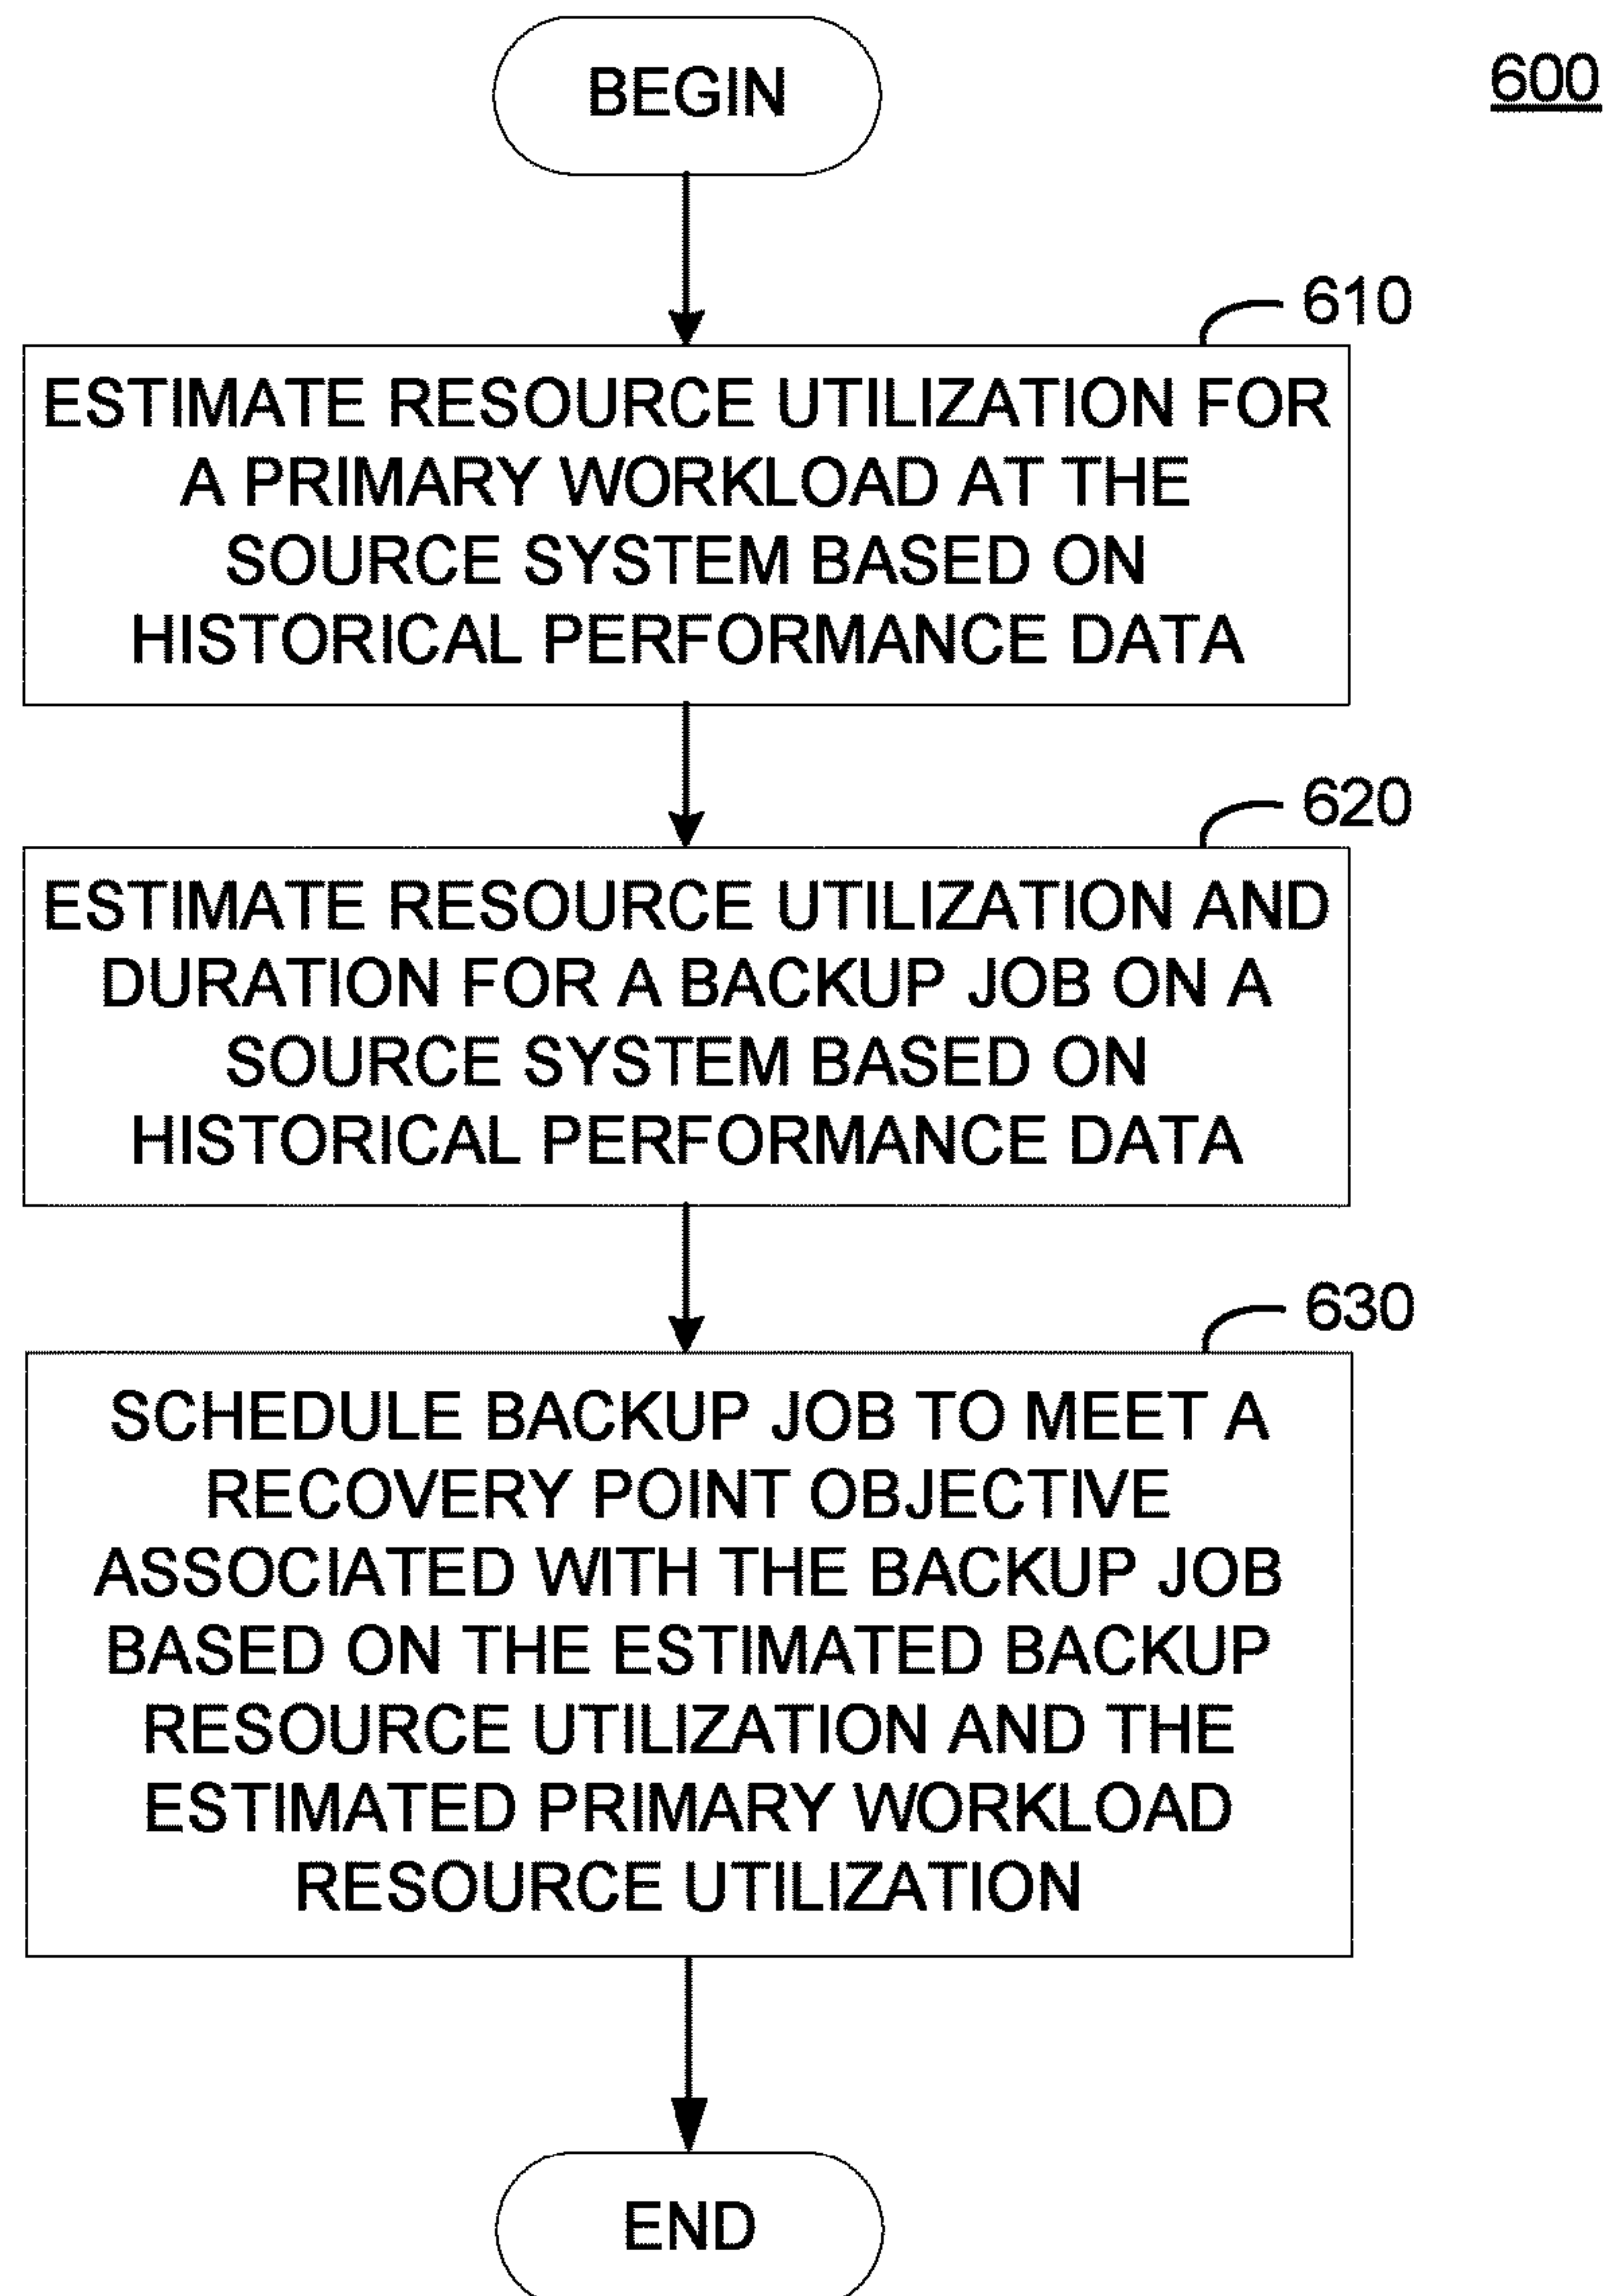 BEGIN
600
610
ESTIMATE RESOURCE UTILIZATION FOR
A PRIMARY WORKLOAD AT THE
SOURCE SYSTEM BASED ON
HISTORICAL PERFORMANCE DATA
620
ESTIMATE RESOURCE UTILIZATION AND
DURATION FOR A BACKUP JOB ON A
SOURCE SYSTEM BASED ON
HISTORICAL PERFORMANCE DATA
630
SCHEDULE BACKUP JOB TO MEET A
RECOVERY POINT OBJECTIVE
ASSOCIATED WITH THE BACKUP JOB
BASED ON THE ESTIMATED BACKUP
RESOURCE UTILIZATION AND THE
ESTIMATED PRIMARY WORKLOAD
RESOURCE UTILIZATION
END